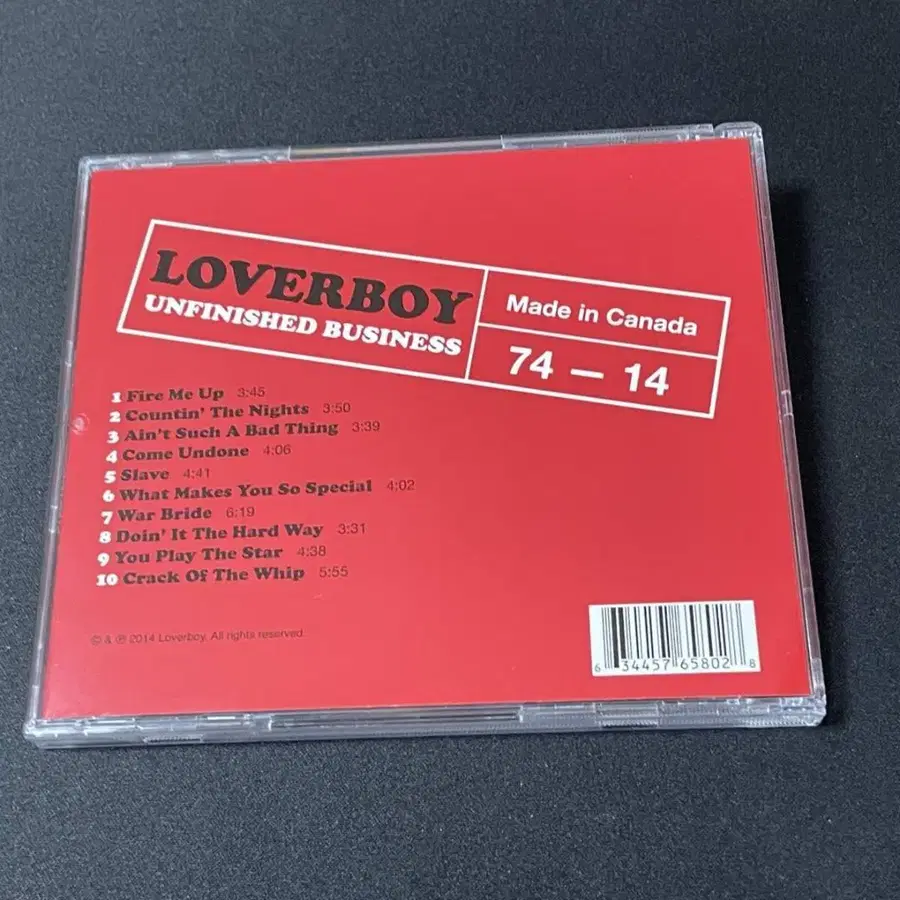 LOVERBOY
UNFINISHED BUSINESS
Made in Canada
74 — 14
1 Fire Me Up 3:45
2 Countin' The Nights 3:50
3 Ain't Such A Bad Thing 3:39
4 Come Undone 4:06
5 Slave 4:41
6 What Makes You So Special 4:02
7 War Bride 6:19
8 Doin' It The Hard Way 3:31
9 You Play The Star 4:38
10 Crack Of The Whip 5:55
© & ℗ 2014 Loverboy. All rights reserved.
6 34457 65802 8